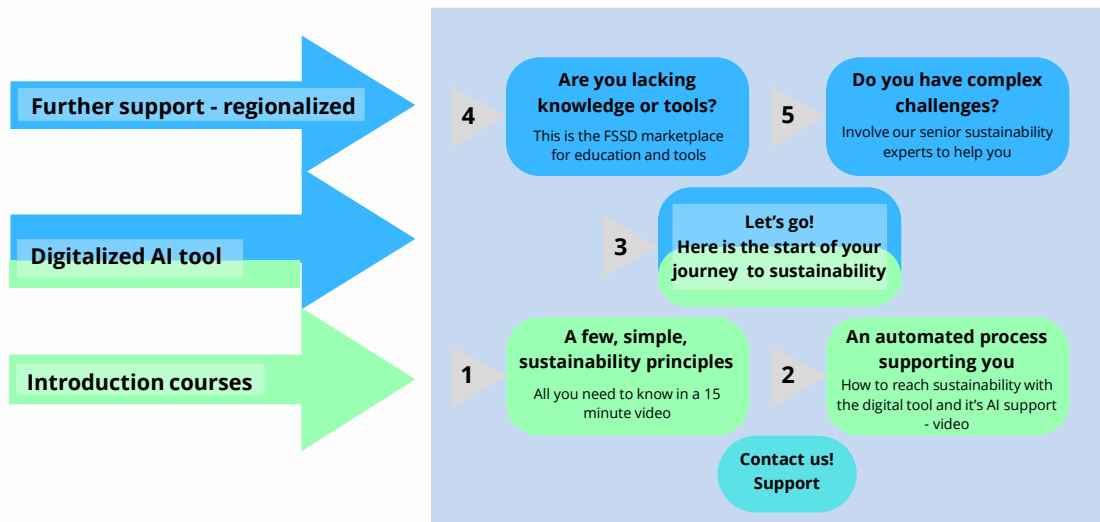 Further support - regionalized
Digitalized AI tool
Introduction courses
4
Are you lacking
knowledge or tools?
This is the FSSD marketplace
for education and tools
5
Do you have complex
challenges?
Involve our senior sustainability
experts to help you
3
Let's go!
Here is the start of your
journey to sustainability
1
A few, simple,
sustainability principles
All you need to know in a 15
minute video
2
An automated process
supporting you
How to reach sustainability with
the digital tool and it's AI support
- video
Contact us!
Support